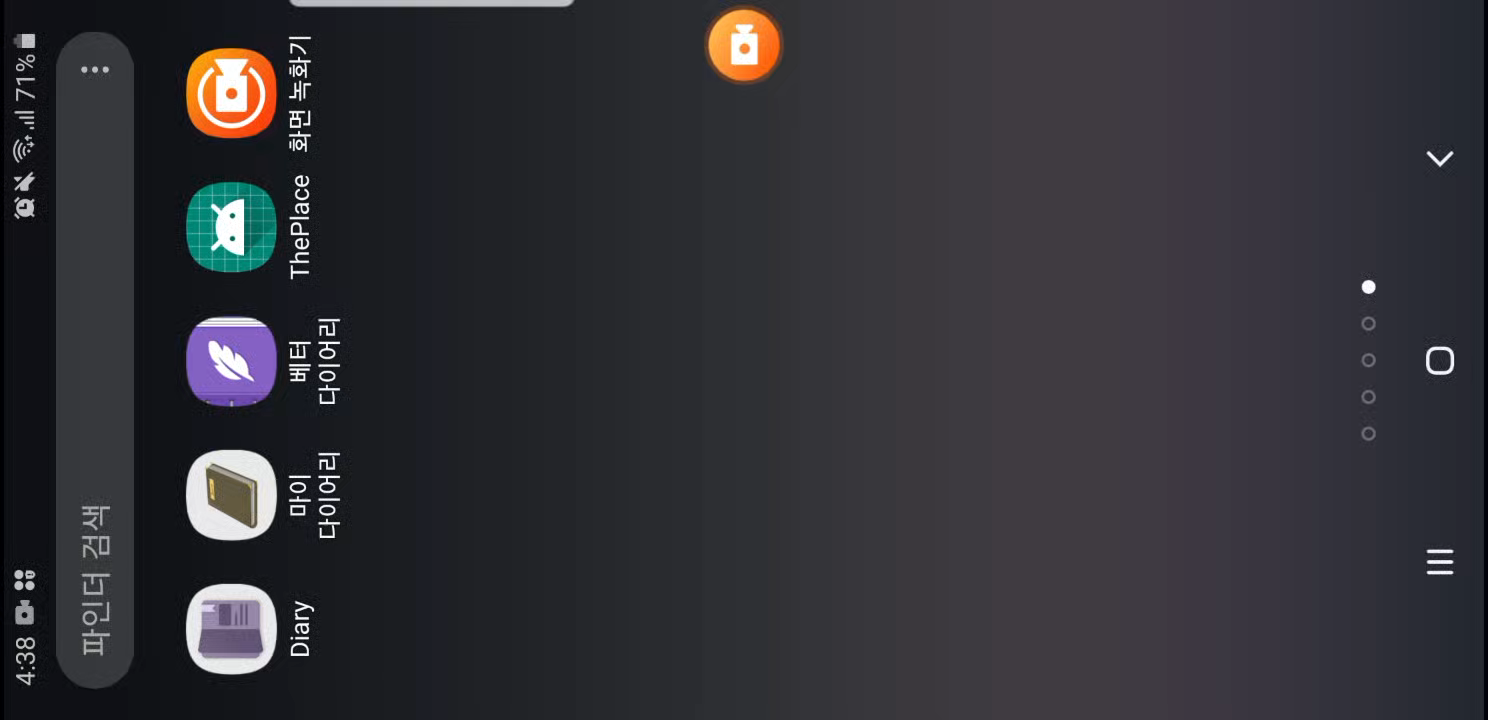 4:38
71%
파인더 검색
Diary
마이
다이어리
베터
다이어리
ThePlace
화면 녹화기